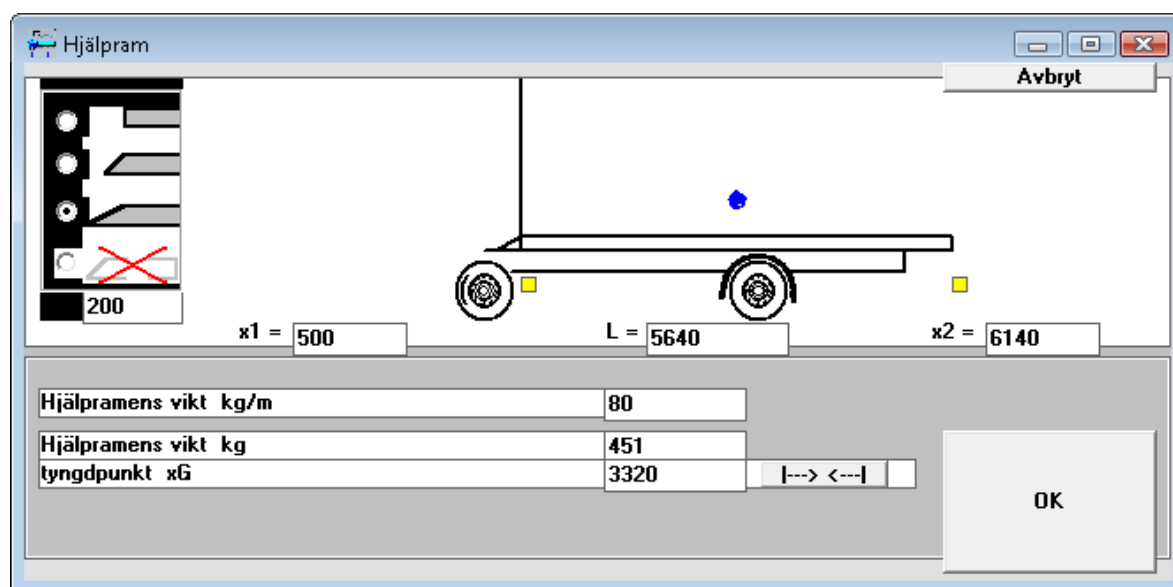 Hjälpram
Avbryt
200
x1 = 500 L = 5640 x2 = 6140
Hjälpramens vikt kg/m 80
Hjälpramens vikt kg 451
tyngdpunkt xG 3320 |---> <---|
OK